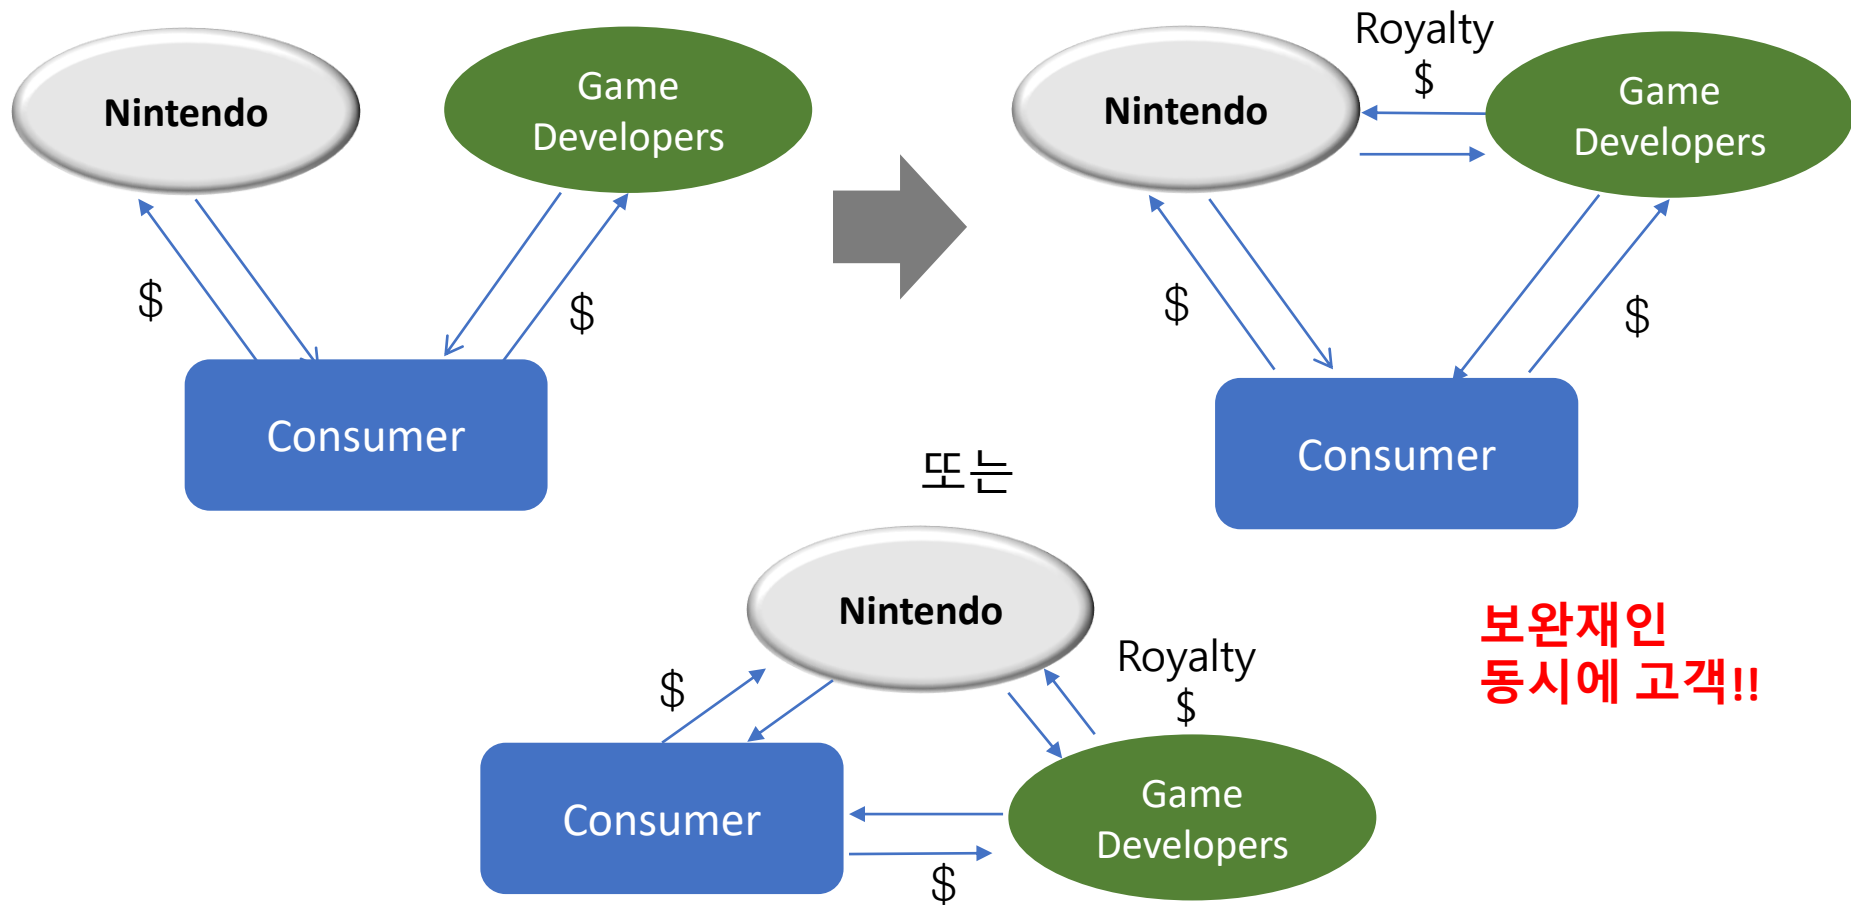 Nintendo
Game
Developers
$
$
Consumer
Royalty
$
Nintendo
Game
Developers
$
$
Consumer
또는
Nintendo
Royalty
$
$
Consumer
Game
Developers
$
보완재인
동시에 고객!!